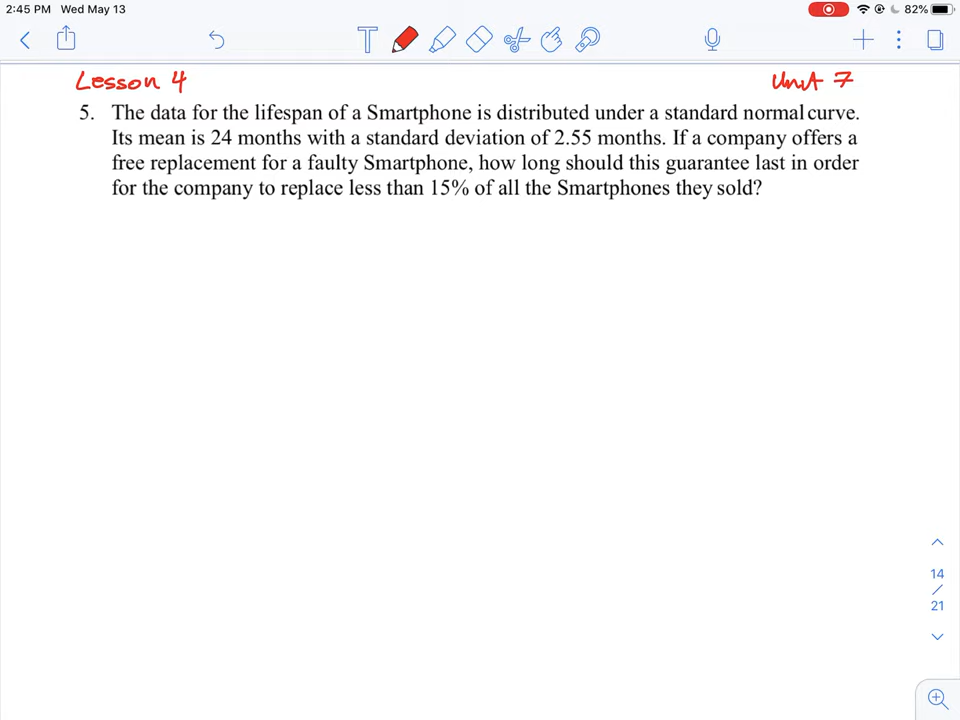 2:45 PM Wed May 13
82%
T
Lesson 4
Unit 7
5. The data for the lifespan of a Smartphone is distributed under a standard normal curve.
Its mean is 24 months with a standard deviation of 2.55 months. If a company offers a
free replacement for a faulty Smartphone, how long should this guarantee last in order
for the company to replace less than 15% of all the Smartphones they sold?
14
/
21